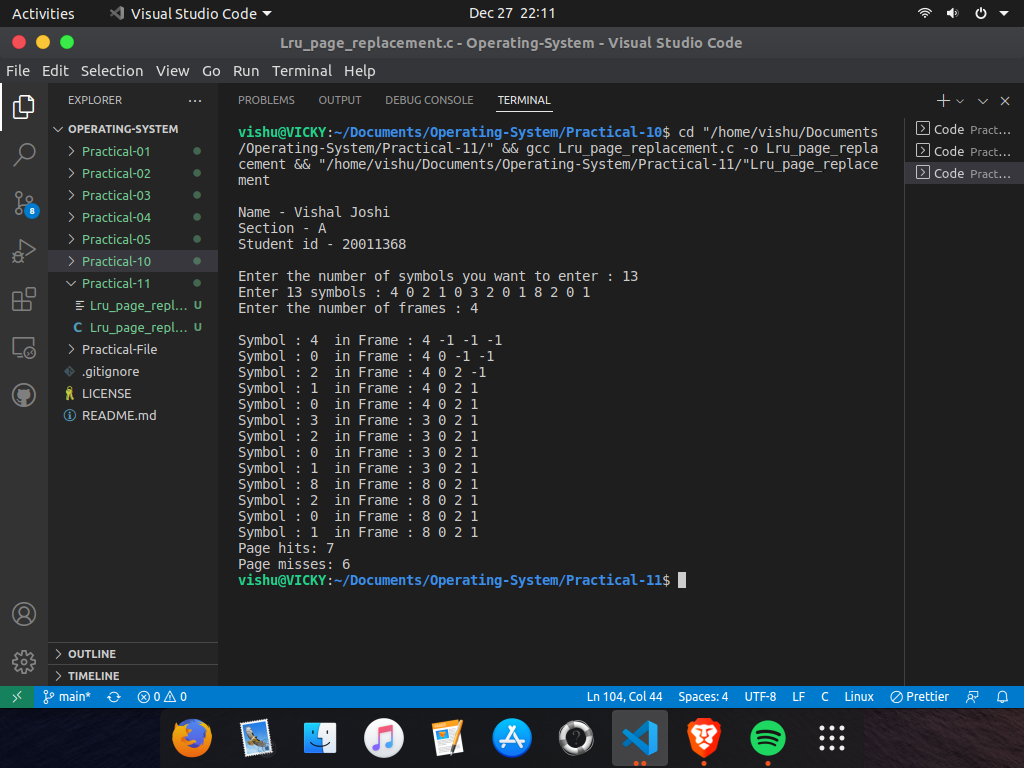 Activities
Visual Studio Code
Dec 27 22:11
Lru_page_replacement.c - Operating-System - Visual Studio Code
File Edit Selection View Go Run Terminal Help
EXPLORER
OPERATING-SYSTEM
Practical-01
Practical-02
Practical-03
Practical-04
Practical-05
Practical-10
Practical-11
Lru_page_repl... U
Lru_page_repl... U
Practical-File
.gitignore
LICENSE
README.md
OUTLINE
TIMELINE
8
PROBLEMS OUTPUT DEBUG CONSOLE TERMINAL
vishu@VICKY:~/Documents/Operating-System/Practical-10$ cd "/home/vishu/Documents
/Operating-System/Practical-11/" && gcc Lru_page_replacement.c -o Lru_page_repla
cement && "/home/vishu/Documents/Operating-System/Practical-11/"Lru_page_replace
ment
Name - Vishal Joshi
Section - A
Student id - 20011368
Enter the number of symbols you want to enter : 13
Enter 13 symbols : 4 0 2 1 0 3 2 0 1 8 2 0 1
Enter the number of frames : 4
Symbol : 4  in Frame : 4 -1 -1 -1
Symbol : 0  in Frame : 4 0 -1 -1
Symbol : 2  in Frame : 4 0 2 -1
Symbol : 1  in Frame : 4 0 2 1
Symbol : 0  in Frame : 4 0 2 1
Symbol : 3  in Frame : 3 0 2 1
Symbol : 2  in Frame : 3 0 2 1
Symbol : 0  in Frame : 3 0 2 1
Symbol : 1  in Frame : 3 0 2 1
Symbol : 8  in Frame : 8 0 2 1
Symbol : 2  in Frame : 8 0 2 1
Symbol : 0  in Frame : 8 0 2 1
Symbol : 1  in Frame : 8 0 2 1
Page hits: 7
Page misses: 6
vishu@VICKY:~/Documents/Operating-System/Practical-11$
Code Pract...
Code Pract...
Code Pract...
main* 0 0 Ln 104, Col 44 Spaces: 4 UTF-8 LF C Linux Prettier